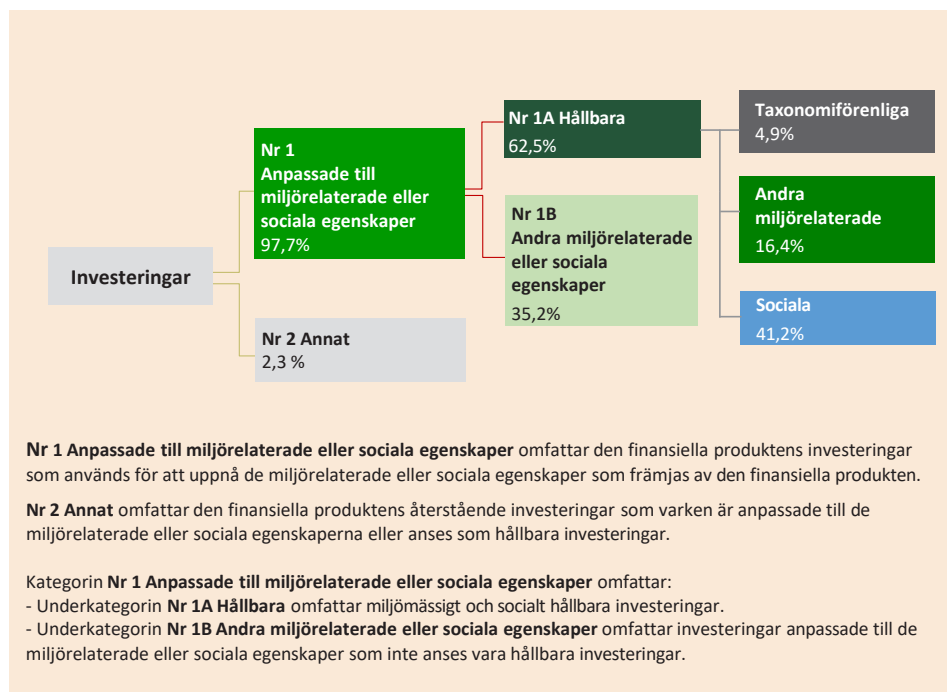 Investeringar
Nr 1
Anpassade till
miljörelaterade eller
sociala egenskaper
97,7%
Nr 2 Annat
2,3 %
Nr 1A Hållbara
62,5%
Nr 1B
Andra miljörelaterade
eller sociala
egenskaper
35,2%
Taxonomiförenliga
4,9%
Andra
miljörelaterade
16,4%
Sociala
41,2%
Nr 1 Anpassade till miljörelaterade eller sociala egenskaper omfattar den finansiella produktens investeringar
som används för att uppnå de miljörelaterade eller sociala egenskaper som främjas av den finansiella produkten.
Nr 2 Annat omfattar den finansiella produktens återstående investeringar som varken är anpassade till de
miljörelaterade eller sociala egenskaperna eller anses som hållbara investeringar.
Kategorin Nr 1 Anpassade till miljörelaterade eller sociala egenskaper omfattar:
- Underkategorin Nr 1A Hållbara omfattar miljömässigt och socialt hållbara investeringar.
- Underkategorin Nr 1B Andra miljörelaterade eller sociala egenskaper omfattar investeringar anpassade till de
miljörelaterade eller sociala egenskaper som inte anses vara hållbara investeringar.